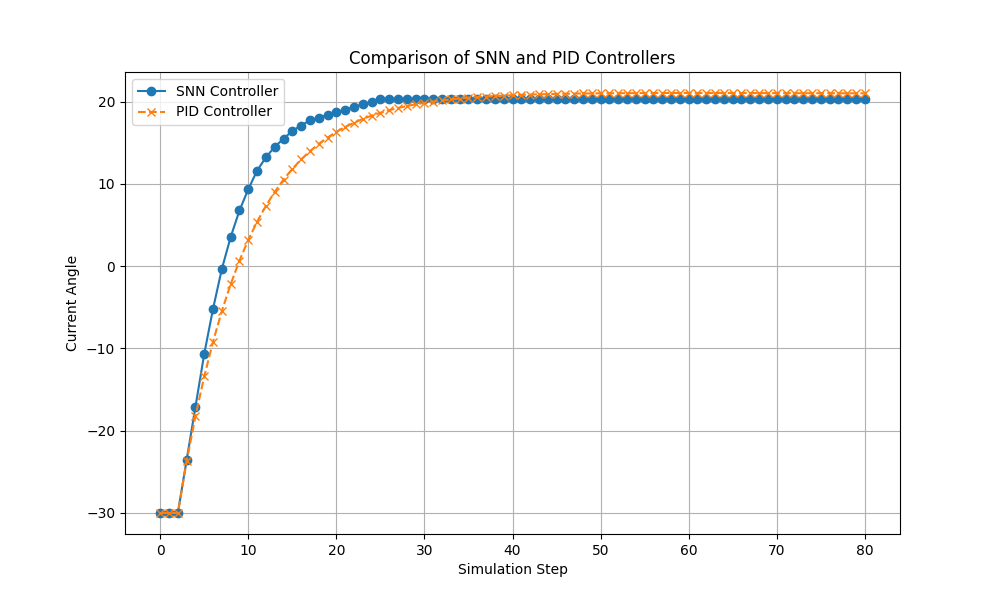 Comparison of SNN and PID Controllers
SNN Controller
PID Controller
20
10
0
−10
−20
−30
Current Angle
0 10 20 30 40 50 60 70 80
Simulation Step